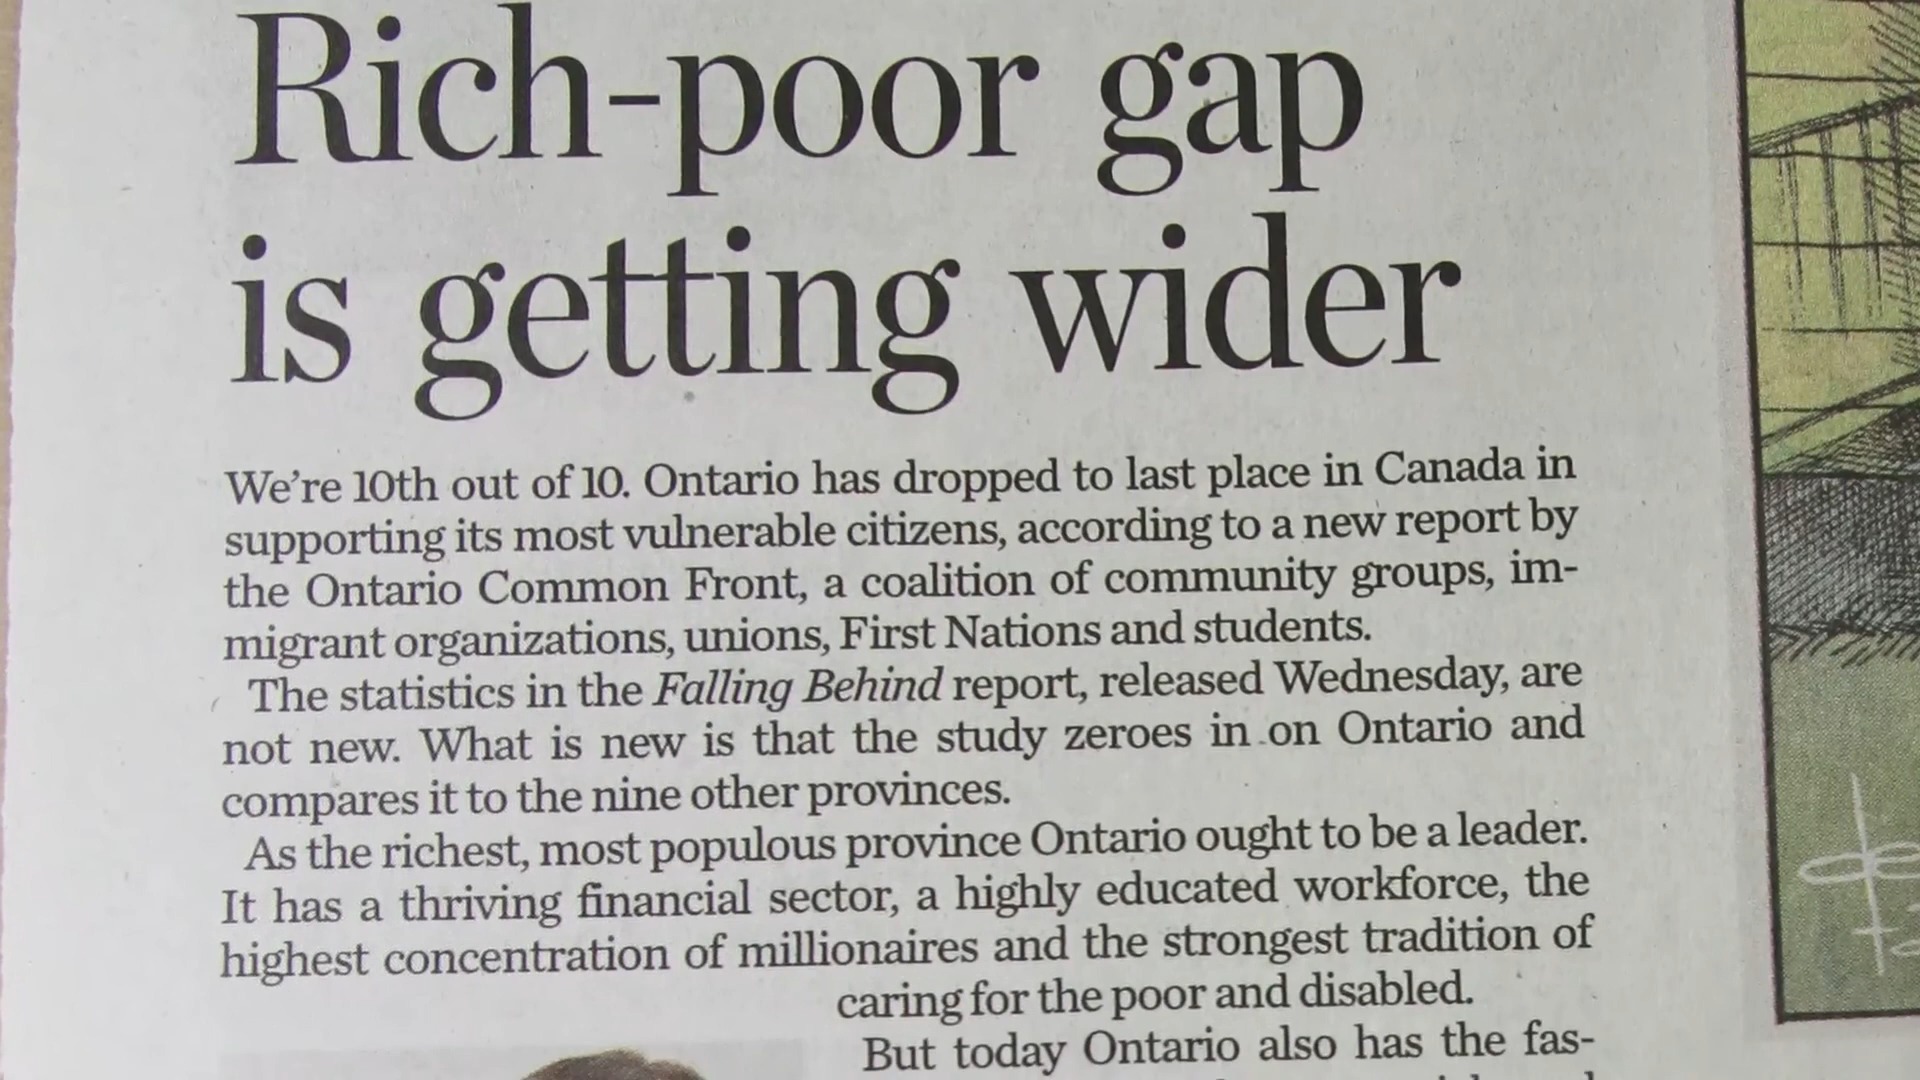 Rich-poor gap
is getting wider
We're 10th out of 10. Ontario has dropped to last place in Canada in
supporting its most vulnerable citizens, according to a new report by
the Ontario Common Front, a coalition of community groups, im-
migrant organizations, unions, First Nations and students.
The statistics in the Falling Behind report, released Wednesday, are
not new. What is new is that the study zeroes in on Ontario and
compares it to the nine other provinces.
As the richest, most populous province Ontario ought to be a leader.
It has a thriving financial sector, a highly educated workforce, the
highest concentration of millionaires and the strongest tradition of
caring for the poor and disabled.
But today Ontario also has the fas-